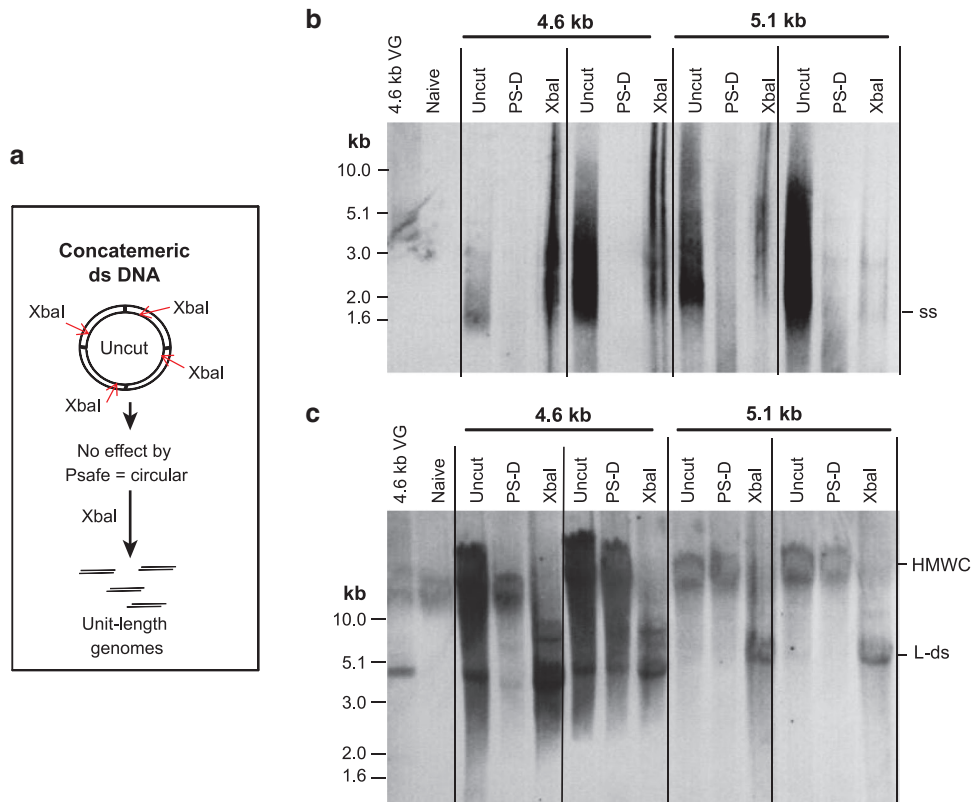 a
Concatemeric
ds DNA
XbaI
XbaI
Uncut
XbaI
XbaI
No effect by
Psafe = circular
XbaI
Unit-length
genomes
b
4.6 kb
5.1 kb
4.6 kb VG
Naive
Uncut
PS-D
XbaI
Uncut
PS-D
XbaI
Uncut
PS-D
XbaI
Uncut
PS-D
XbaI
kb
10.0
5.1
3.0
2.0
1.6
ss
c
4.6 kb
5.1 kb
4.6 kb VG
Naive
Uncut
PS-D
XbaI
Uncut
PS-D
XbaI
Uncut
PS-D
XbaI
Uncut
PS-D
XbaI
HMWC
kb
10.0
5.1
L-ds
3.0
2.0
1.6